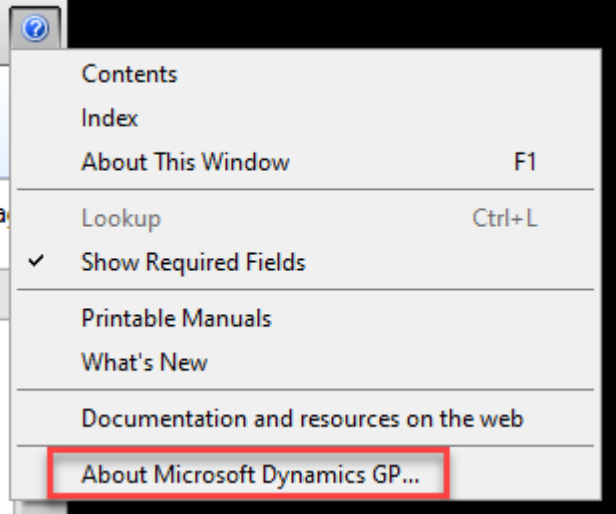 Contents
Index
About This Window F1
Lookup Ctrl+L
Show Required Fields
Printable Manuals
What's New
Documentation and resources on the web
About Microsoft Dynamics GP...